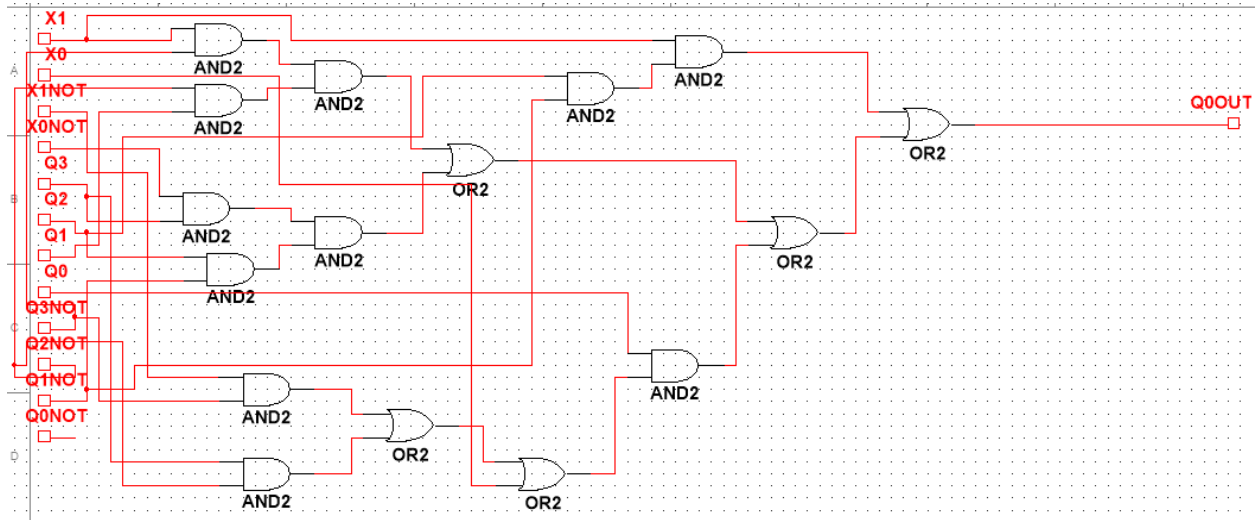 X1
X0
X1NOT
X0NOT
Q3
Q2
Q1
Q0
Q3NOT
Q2NOT
Q1NOT
Q0NOT
AND2
AND2
AND2
AND2
AND2
AND2
AND2
AND2
AND2
AND2
AND2
OR2
OR2
OR2
OR2
OR2
Q0OUT
A
B
C
D